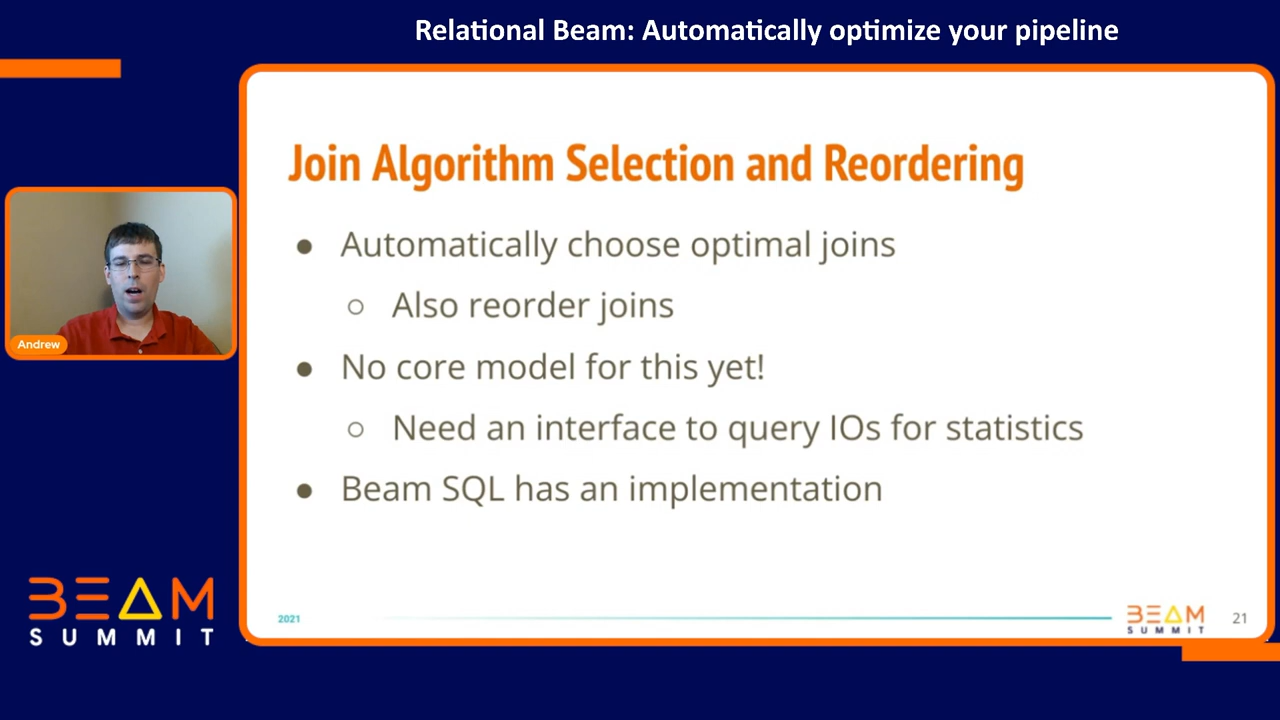 Relational Beam: Automatically optimize your pipeline
Join Algorithm Selection and Reordering
● Automatically choose optimal joins
○ Also reorder joins
● No core model for this yet!
○ Need an interface to query IOs for statistics
● Beam SQL has an implementation
Andrew
BEAM
SUMMIT
2021
BEAM
SUMMIT
21